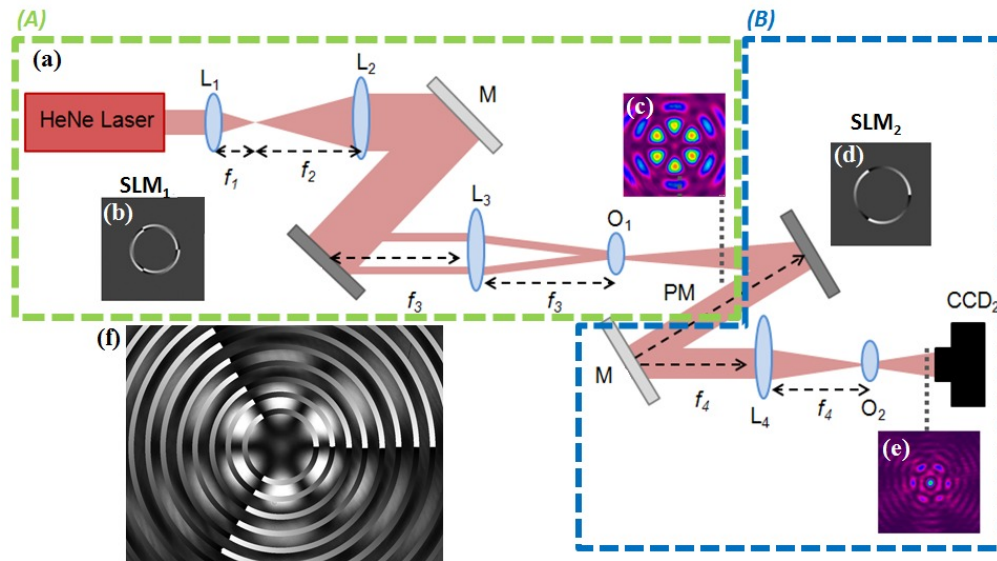 (A)
(B)
(a)
L1
L2
M
(c)
HeNe Laser
SLM2
(d)
f1
f2
SLM1
(b)
L3
O1
f3
f3
PM
CCD2
(f)
M
f4
L4
f4
O2
(e)